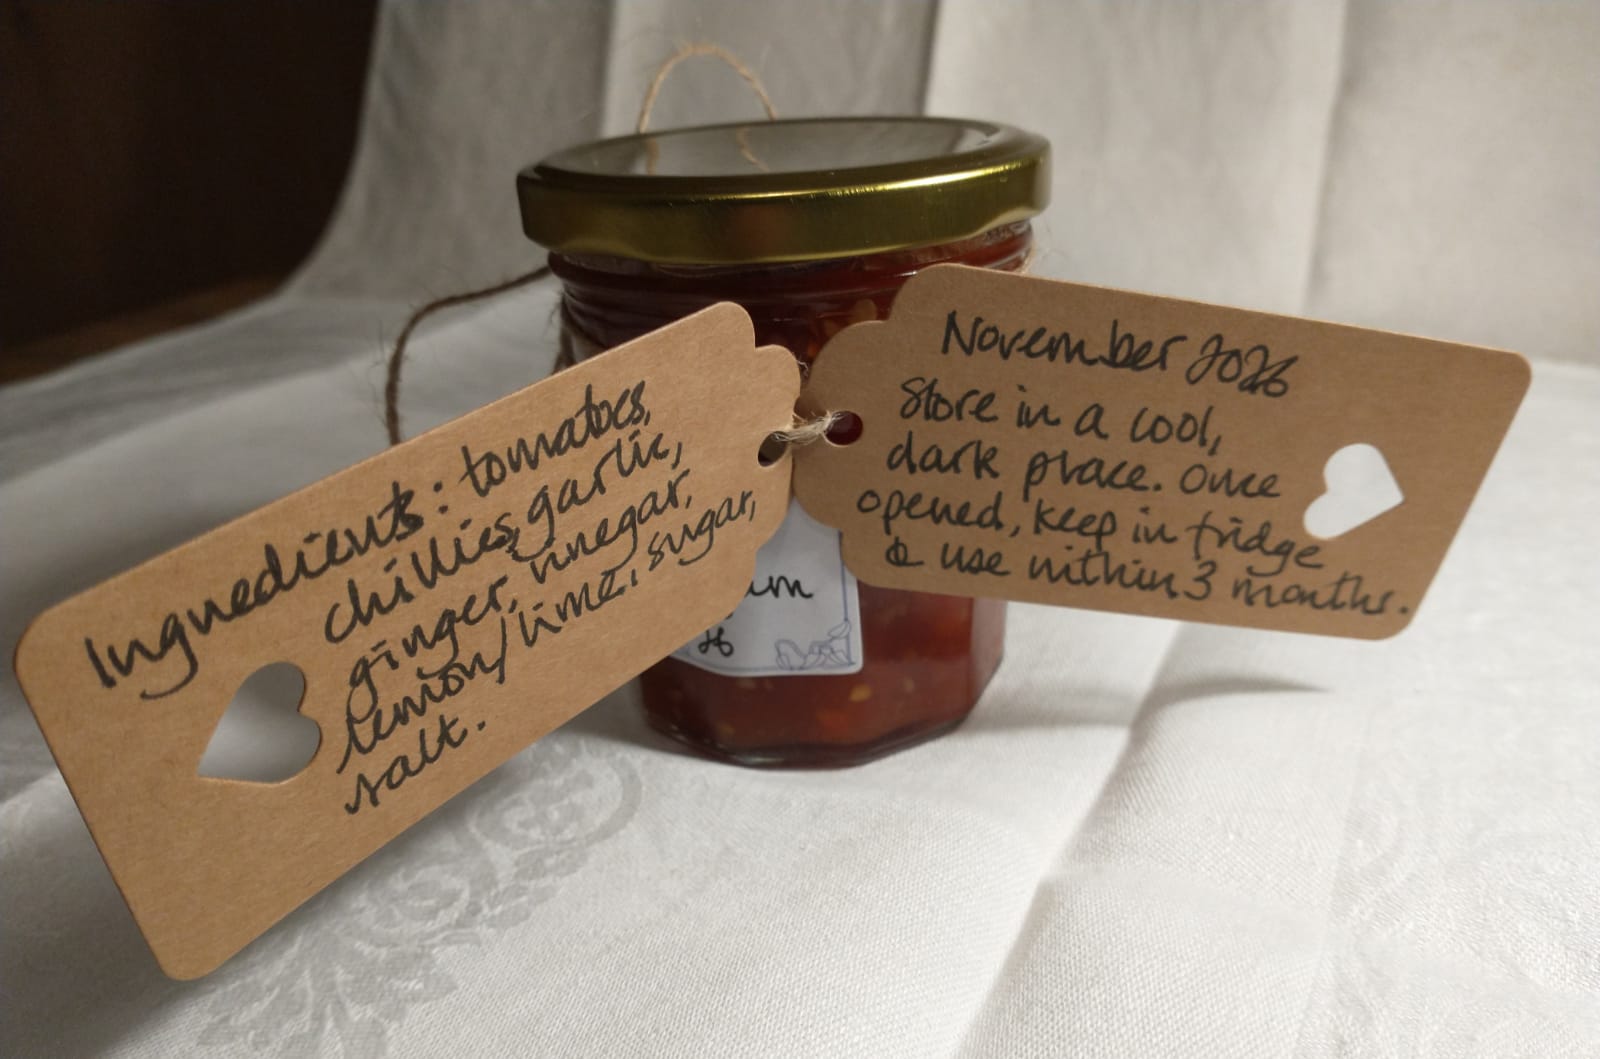 Ingredients: tomatoes,
chillies, garlic,
ginger, vinegar,
lemon/lime, sugar,
salt.
November 2026
Store in a cool,
dark place. Once
opened, keep in fridge
& use within 3 months.